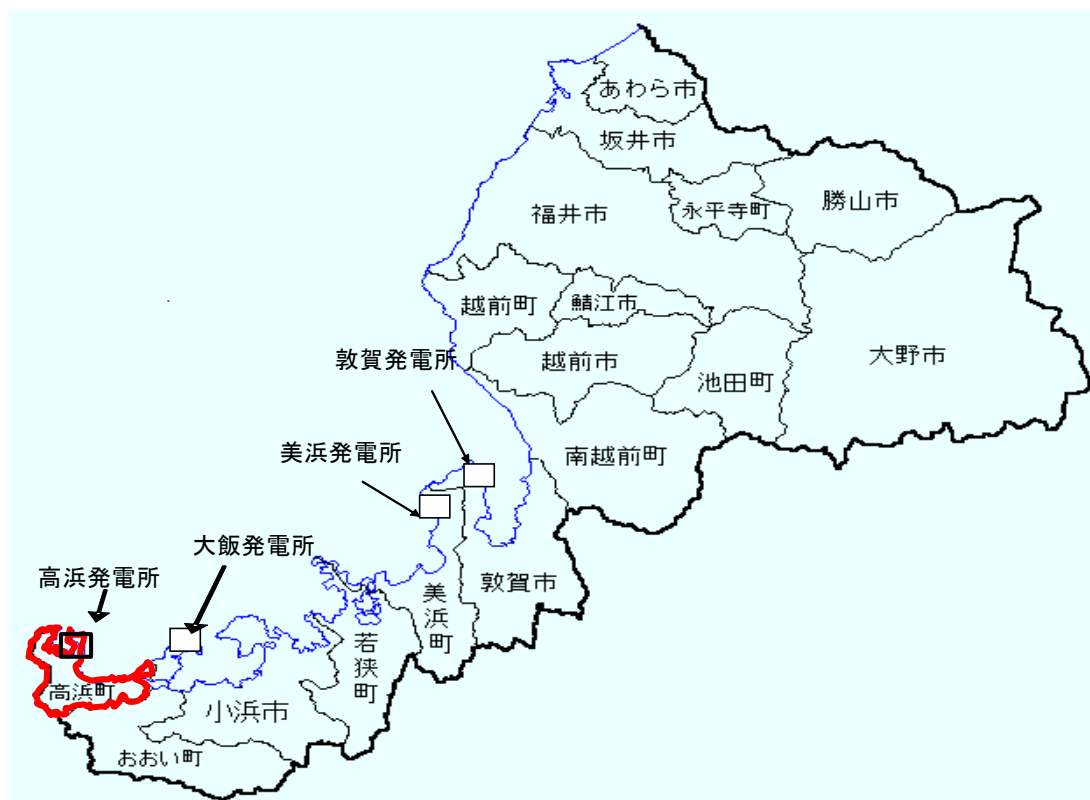 あわら市
坂井市
福井市
永平寺町
勝山市
越前町
鯖江市
大野市
敦賀発電所
越前市
池田町
美浜発電所
南越前町
大飯発電所
高浜発電所
敦賀市
美浜町
若狭町
高浜町
小浜市
おおい町